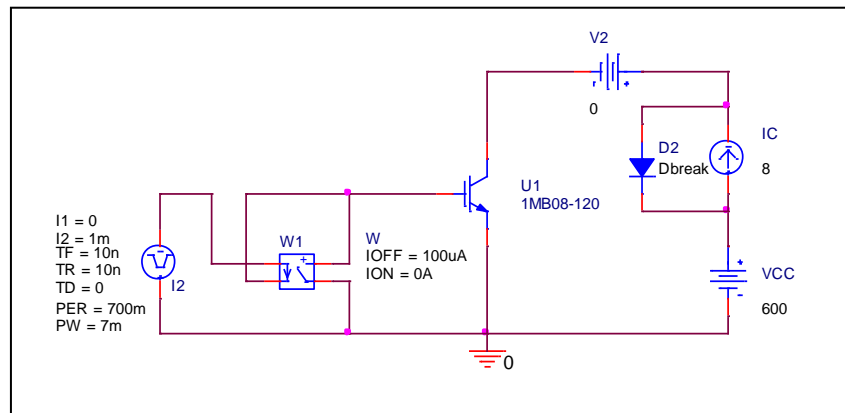 V2
0
D2
Dbreak
IC
8
U1
1MB08-120
I1 = 0
I2 = 1m
TF = 10n
TR = 10n
TD = 0
PER = 700m
PW = 7m
I2
W1
+
W
IOFF = 100uA
ION = 0A
VCC
600
0